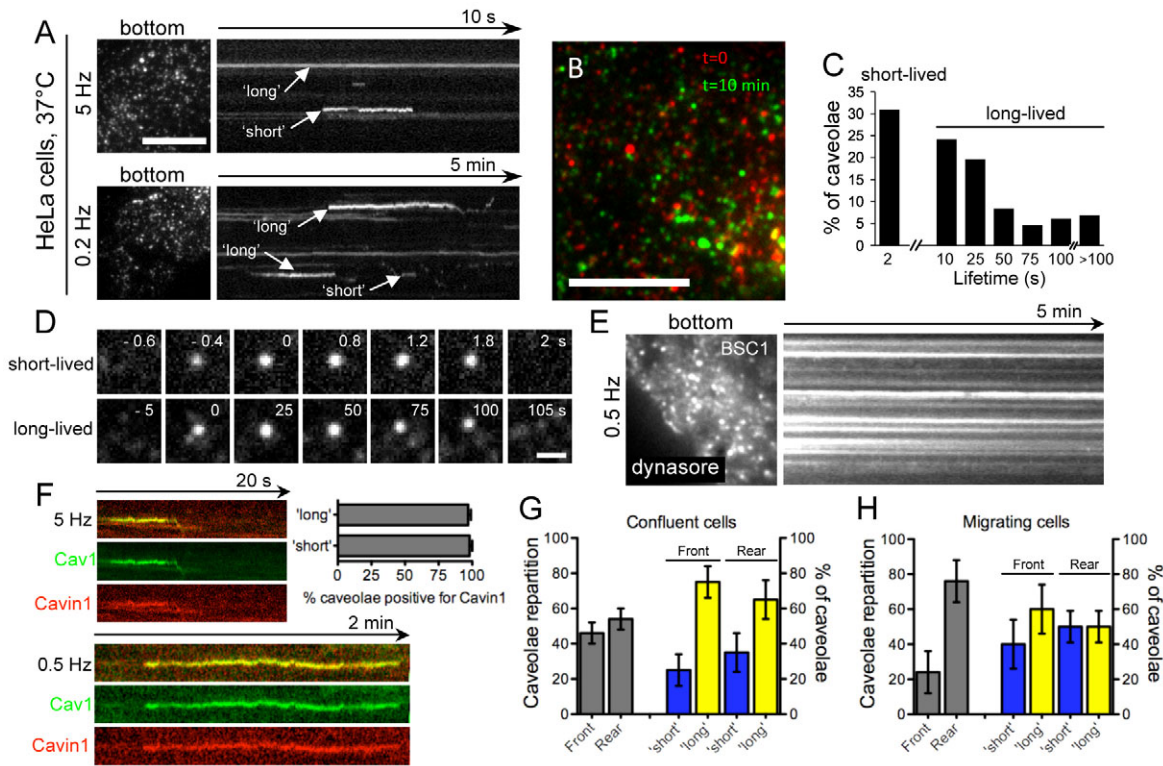 A
HeLa cells, 37°C
5 Hz
bottom
10 s
'long'
'short'
0.2 Hz
bottom
5 min
'long'
'long'
'short'
B
t=0
t=10 min
C
short-lived
long-lived
% of caveolae
35
30
25
20
15
10
5
0
2 10 25 50 75 100 >100
Lifetime (s)
D
short-lived
- 0.6 - 0.4 0 0.8 1.2 1.8 2 s
long-lived
- 5 0 25 50 75 100 105 s
E
bottom
5 min
0.5 Hz
BSC1
dynasore
F
20 s
5 Hz
Cav1
Cavin1
'long'
'short'
0 25 50 75 100
% caveolae positive for Cavin1
2 min
0.5 Hz
Cav1
Cavin1
G
Confluent cells
Caveolae repartition
100
80
60
40
20
0
Front Rear
Front Rear
'short' 'long' 'short' 'long'
100
80
60
40
20
0
% of caveolae
H
Migrating cells
Caveolae repartition
100
80
60
40
20
0
Front Rear
Front Rear
'short' 'long' 'short' 'long'
100
80
60
40
20
0
% of caveolae